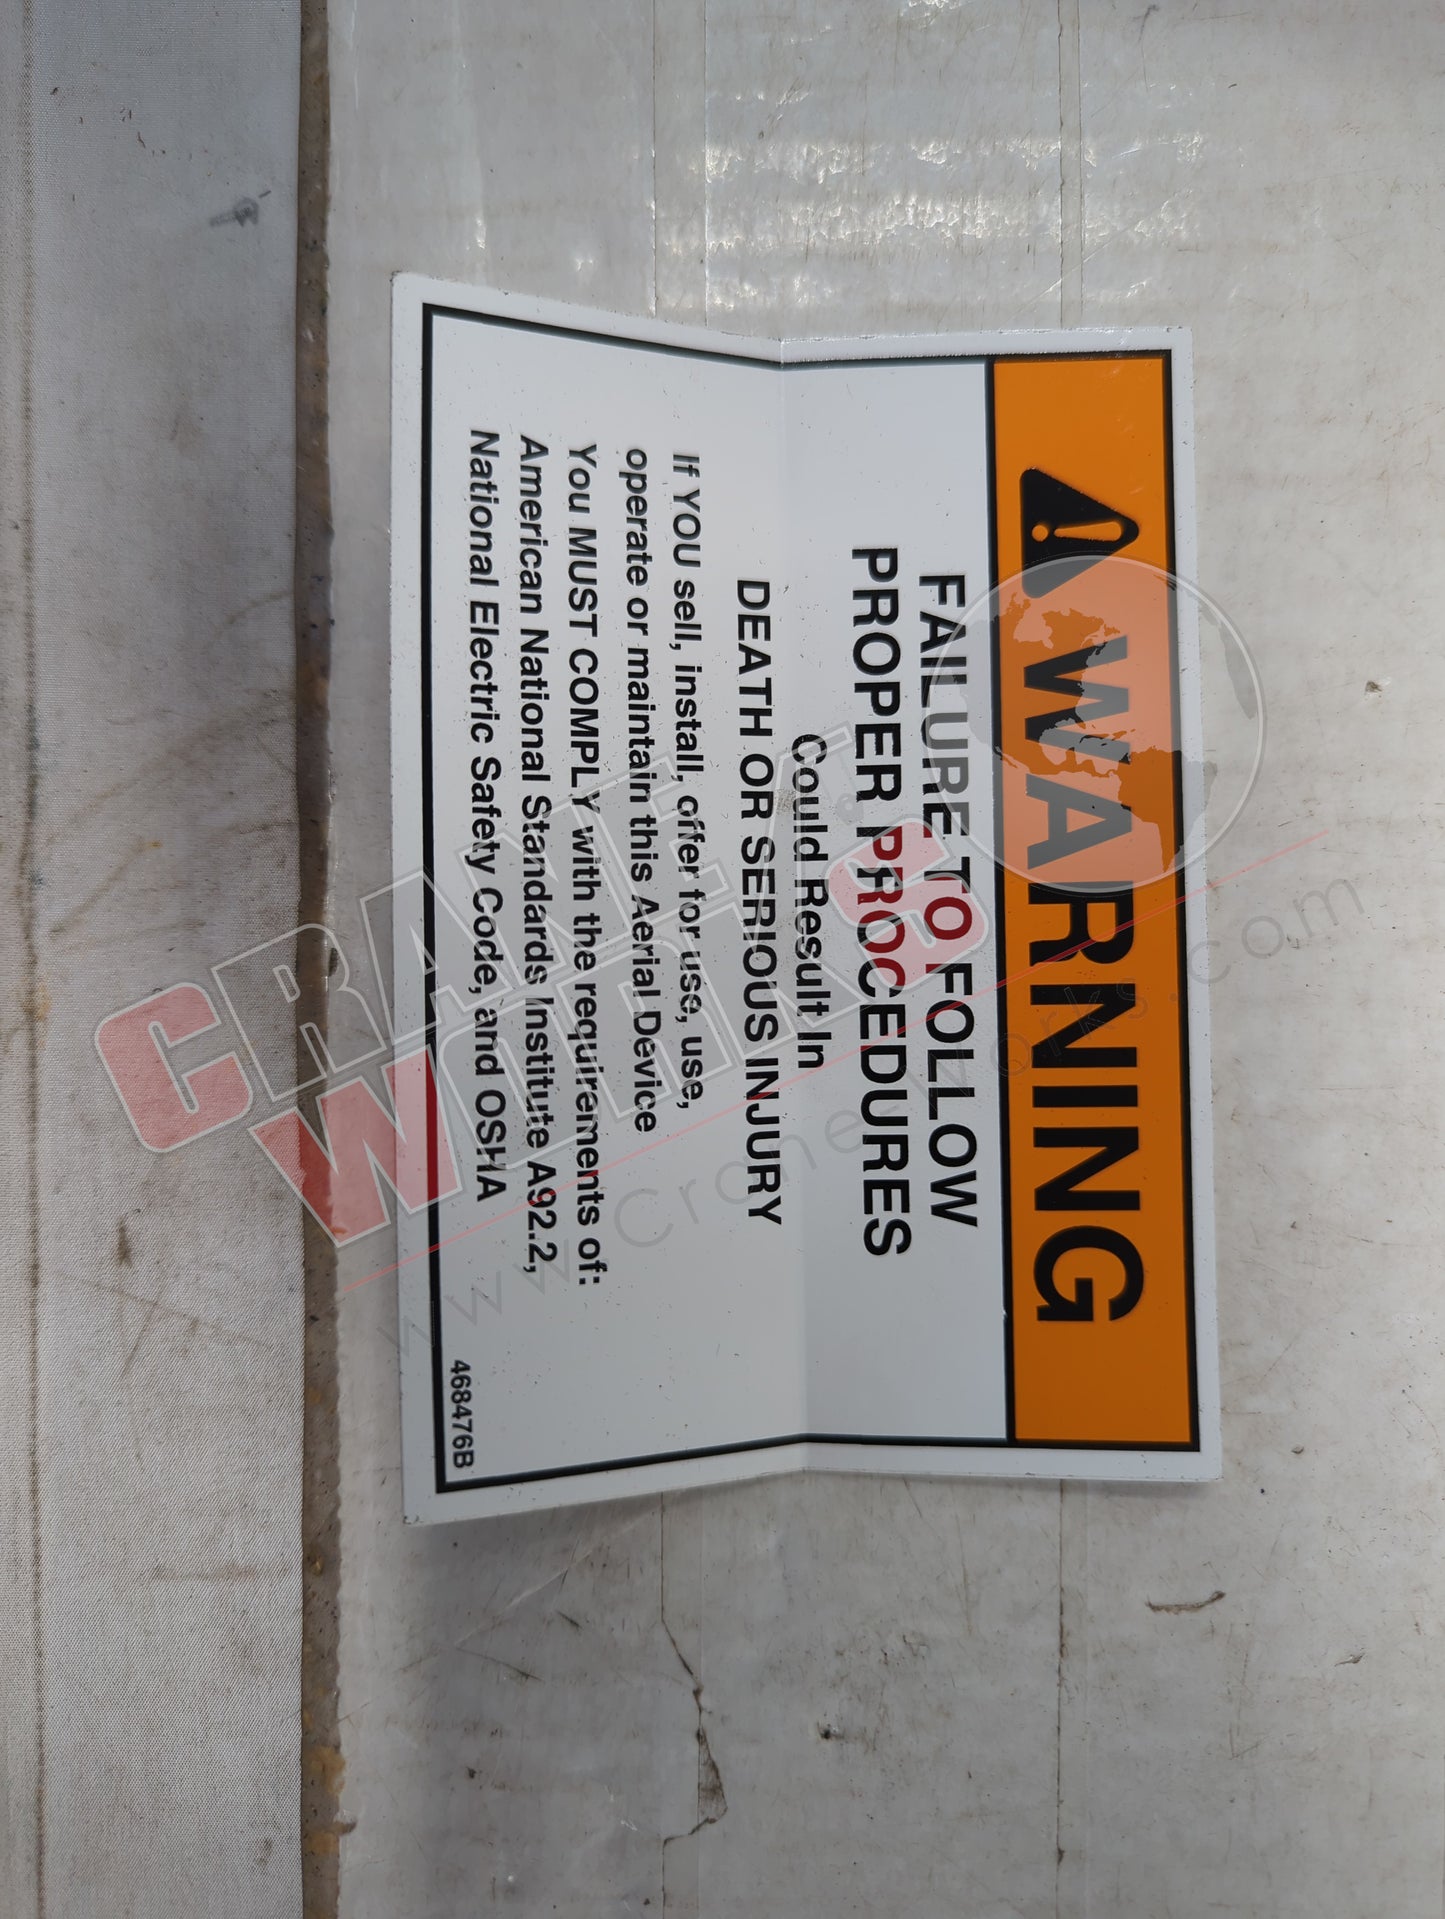 WARNING
FAILURE TO FOLLOW
PROPER PROCEDURES
Could Result In
DEATH OR SERIOUS INJURY
If YOU sell, install, offer for use, use,
operate or maintain this Aerial Device
You MUST COMPLY with the requirements of:
American National Standards Institute A92.2,
National Electric Safety Code, and OSHA
468476B
CRANEWORKS
www.CraneWorks.com